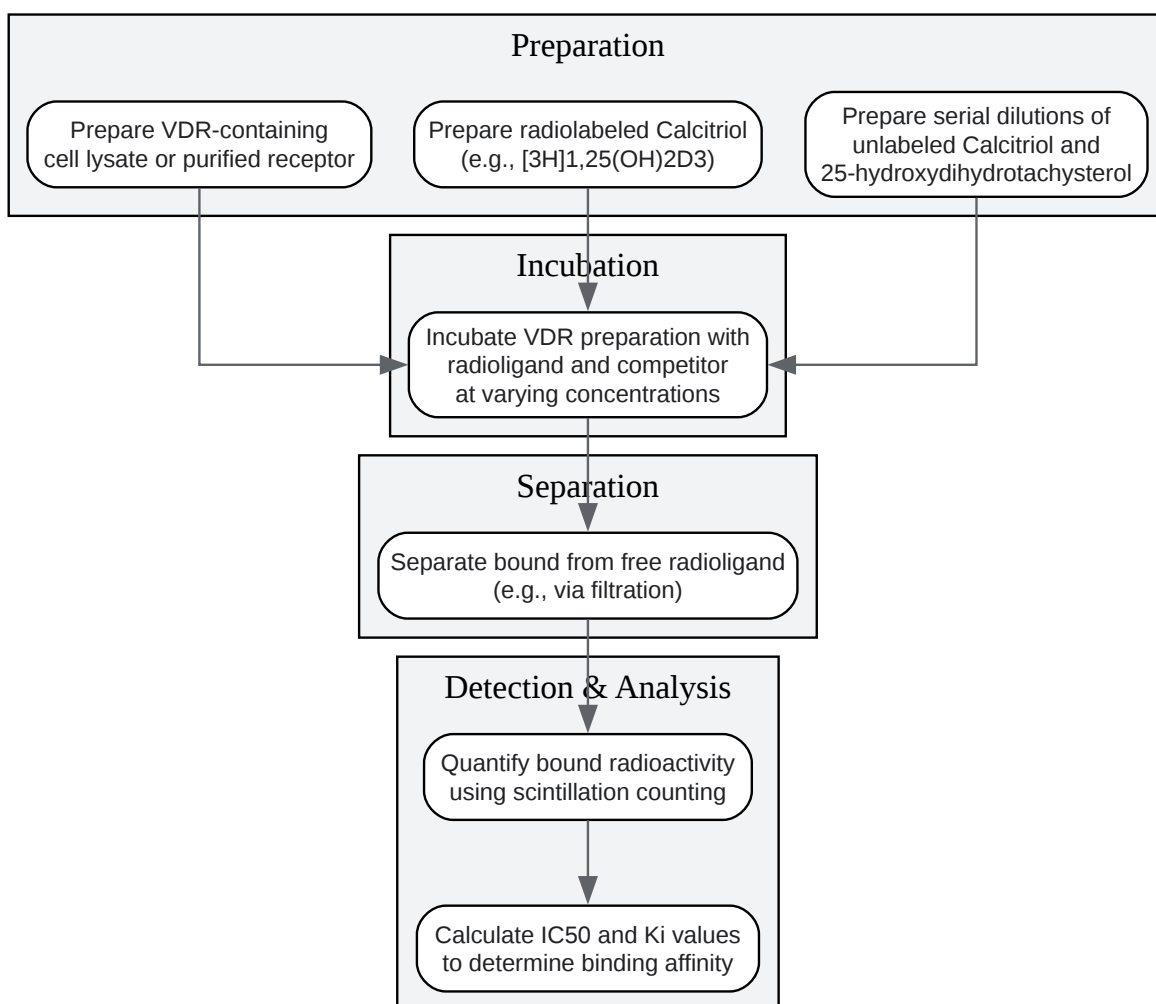 Preparation
Prepare VDR-containing
cell lysate or purified receptor
Prepare radiolabeled Calcitriol
(e.g., [3H]1,25(OH)2D3)
Prepare serial dilutions of
unlabeled Calcitriol and
25-hydroxydihydrotachysterol
Incubation
Incubate VDR preparation with
radioligand and competitor
at varying concentrations
Separation
Separate bound from free radioligand
(e.g., via filtration)
Detection & Analysis
Quantify bound radioactivity
using scintillation counting
Calculate IC50 and Ki values
to determine binding affinity